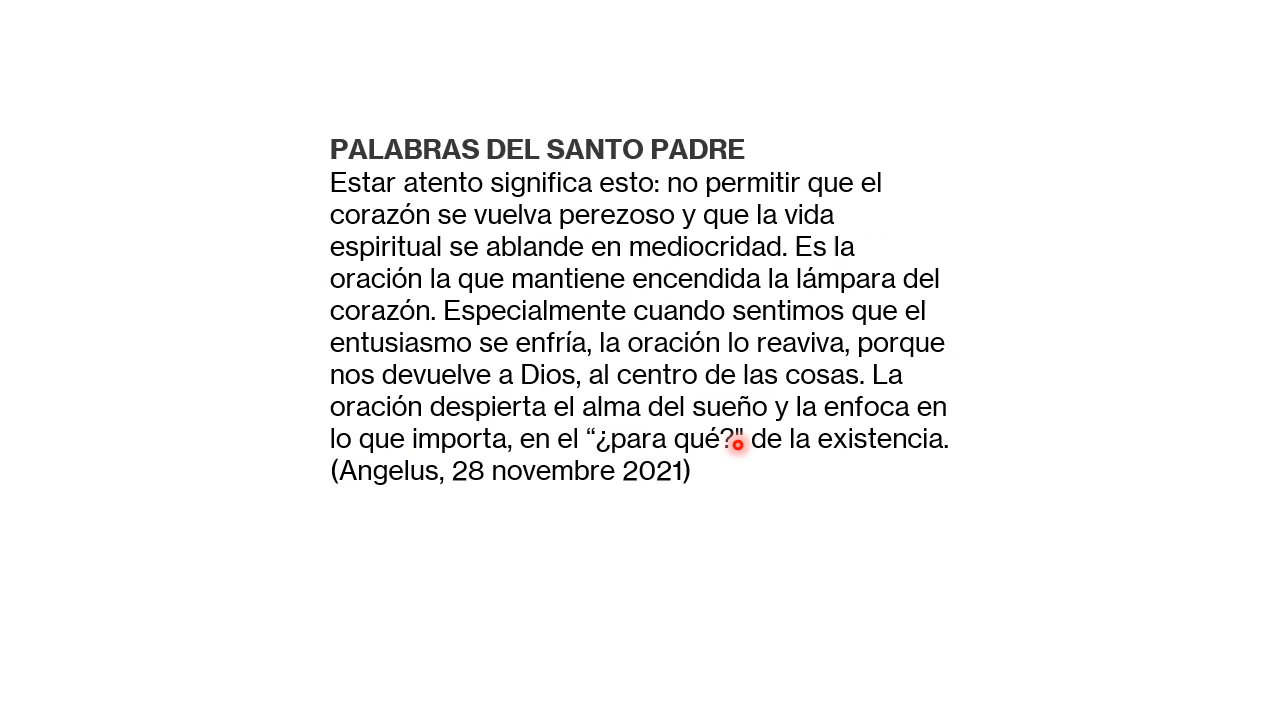 PALABRAS DEL SANTO PADRE
Estar atento significa esto: no permitir que el
corazón se vuelva perezoso y que la vida
espiritual se ablande en mediocridad. Es la
oración la que mantiene encendida la lámpara del
corazón. Especialmente cuando sentimos que el
entusiasmo se enfría, la oración lo reaviva, porque
nos devuelve a Dios, al centro de las cosas. La
oración despierta el alma del sueño y la enfoca en
lo que importa, en el “¿para qué?" de la existencia.
(Angelus, 28 novembre 2021)